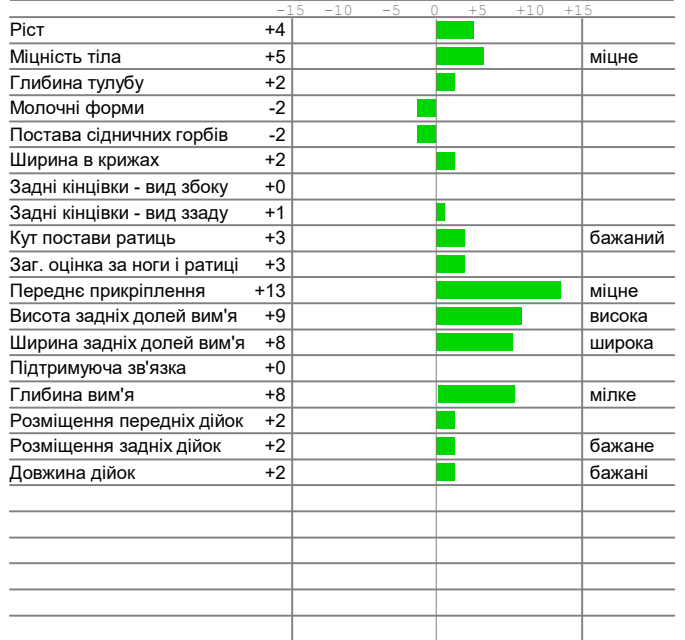 -15 -10 -5 0 +5 +10 +15
Ріст +4
Міцність тіла +5 міцне
Глибина тулубу +2
Молочні форми -2
Постава сідничних горбів -2
Ширина в крижах +2
Задні кінцівки - вид збоку +0
Задні кінцівки - вид ззаду +1
Кут постави ратиць +3 бажаний
Заг. оцінка за ноги і ратиці +3
Переднє прикріплення +13 міцне
Висота задніх долей вим'я +9 висока
Ширина задніх долей вим'я +8 широка
Підтримуюча зв'язка +0
Глибина вим'я +8 мілке
Розміщення передніх дійок +2
Розміщення задніх дійок +2 бажане
Довжина дійок +2 бажані